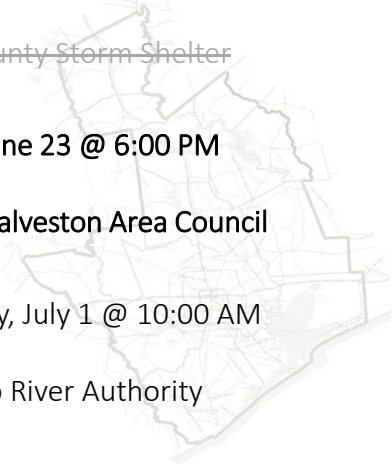 unty Storm Shelter
ne 23 @ 6:00 PM
alveston Area Council
y, July 1 @ 10:00 AM
o River Authority